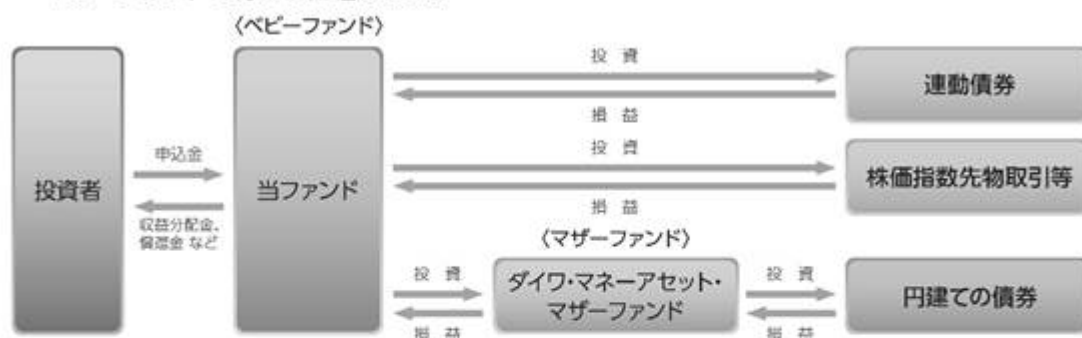 〈ベビーファンド〉
投資者
申込金
収益分配金、
償還金 など
当ファンド
投 資
損 益
連動債券
投 資
損 益
株価指数先物取引等
〈マザーファンド〉
投 資
損 益
ダイワ・マネーアセット・
マザーファンド
投 資
損 益
円建ての債券